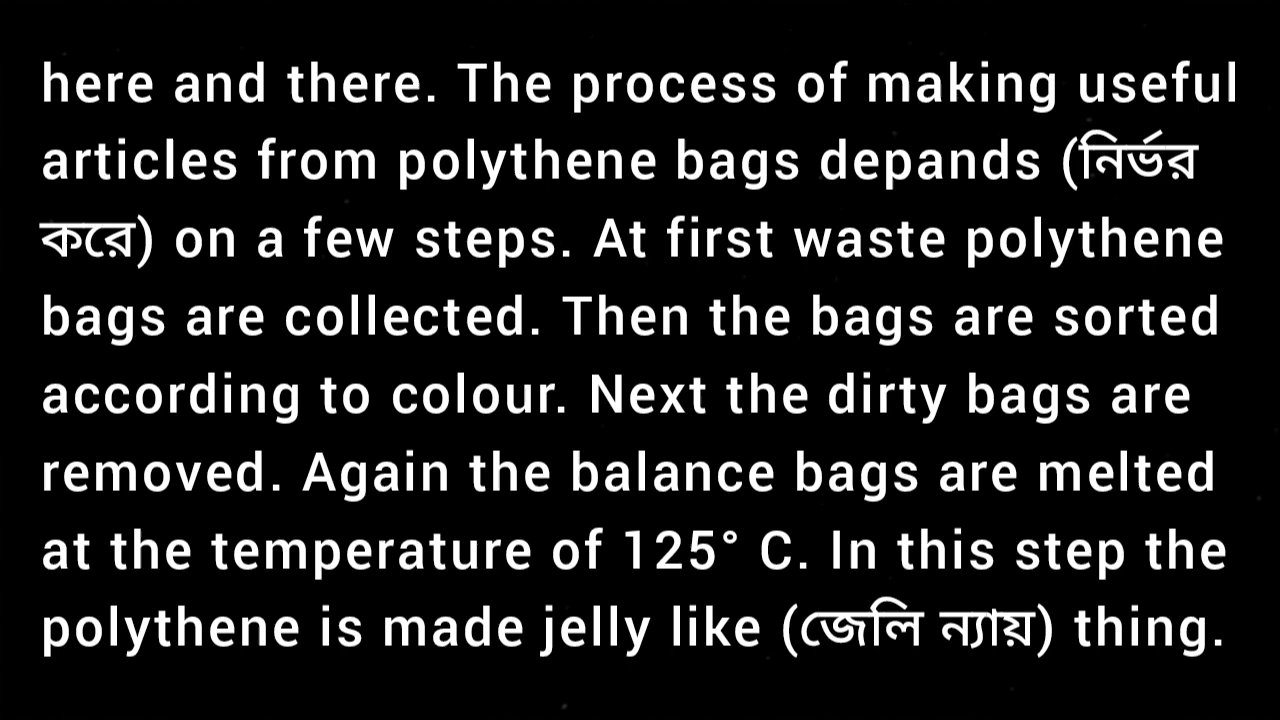 here and there. The process of making useful
articles from polythene bags depands (নির্ভর
করে) on a few steps. At first waste polythene
bags are collected. Then the bags are sorted
according to colour. Next the dirty bags are
removed. Again the balance bags are melted
at the temperature of 125° C. In this step the
polythene is made jelly like (জেলি ন্যায়) thing.